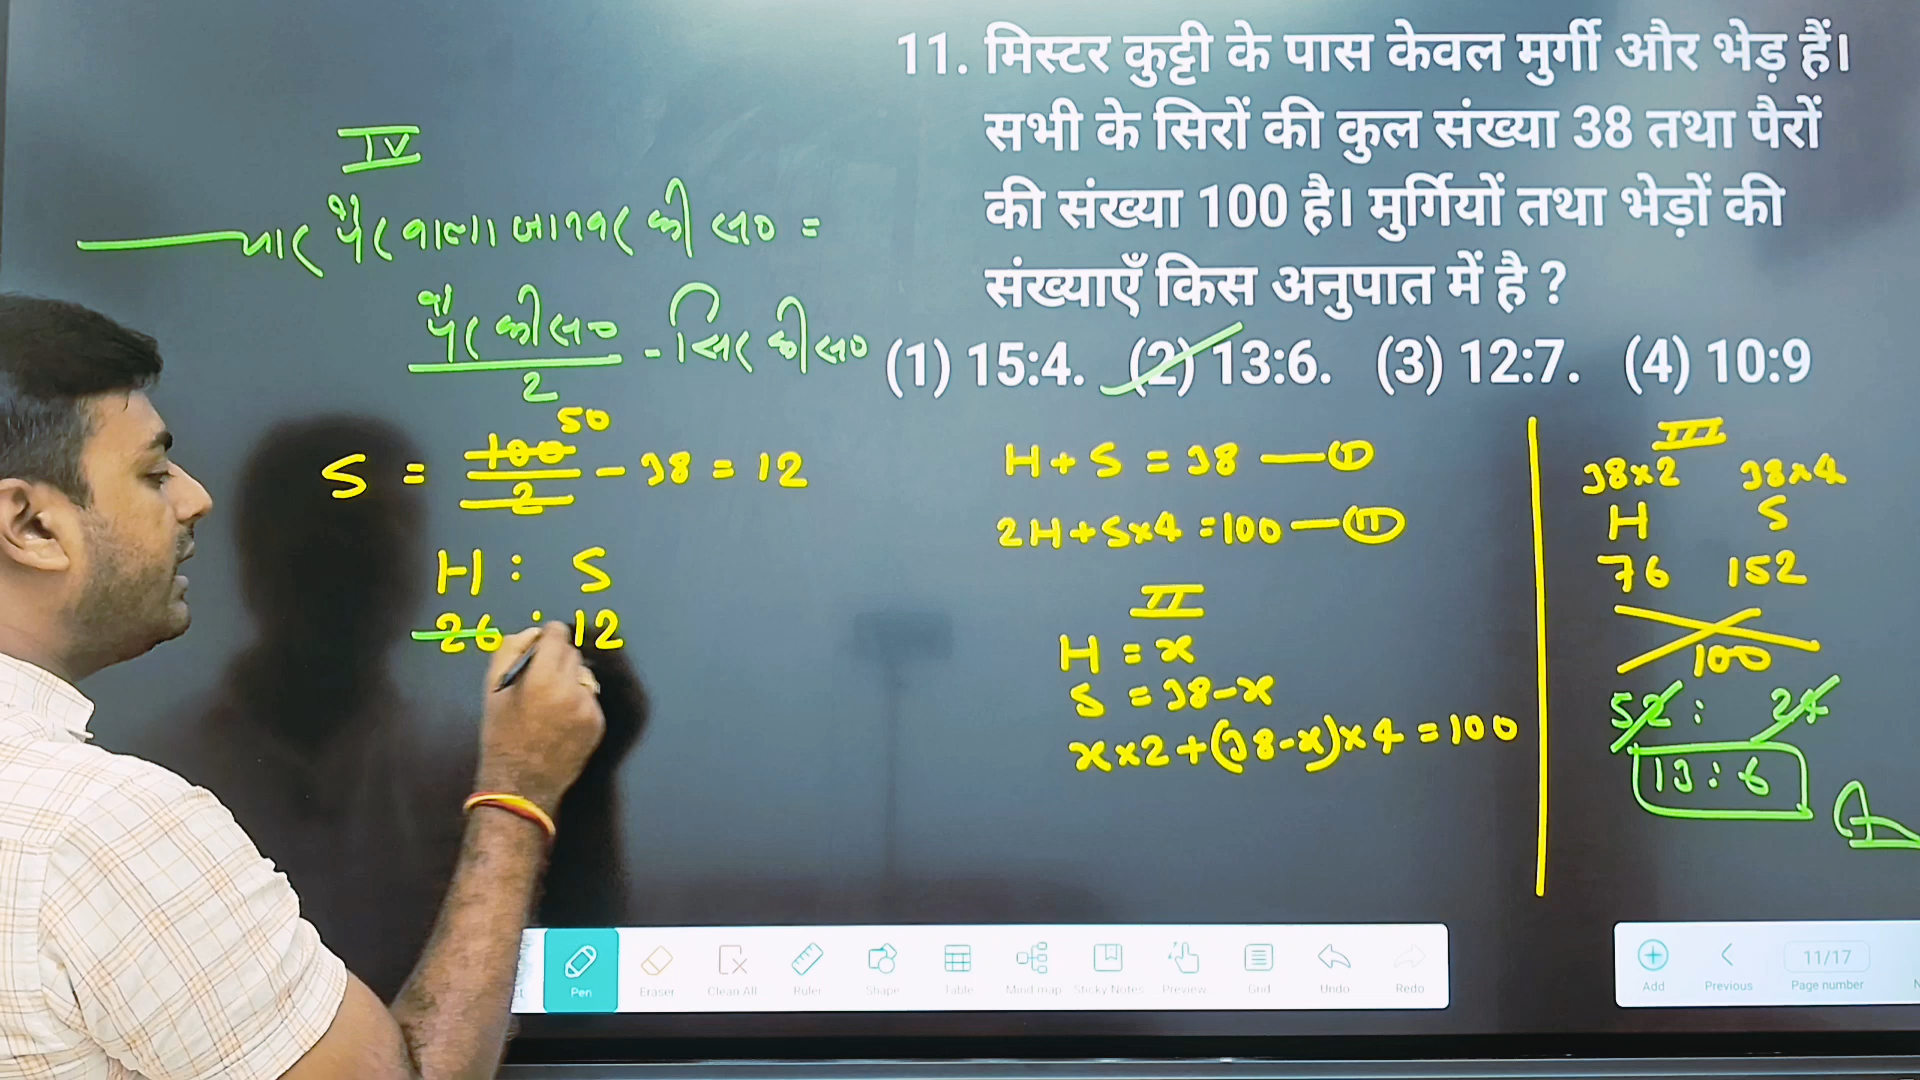 11. मिस्टर कुट्टी के पास केवल मुर्गी और भेड़ हैं।
सभी के सिरों की कुल संख्या 38 तथा पैरों
की संख्या 100 है। मुर्गियों तथा भेड़ों की
संख्याएँ किस अनुपात में है ?
(1) 15:4. (2) 13:6. (3) 12:7. (4) 10:9
IV
चार पैर वाला जानवर की सं० =
पैर की सं० / 2 - सिर की सं०
50
S = 100/2 - 38 = 12
H : S
26 : 12
H + S = 38 — I
2H + S×4 = 100 — II
II
H = x
S = 38 - x
x×2 + (38-x)×4 = 100
III
38×2 38×4
H S
76 152
100
52 : 24
13 : 6
Pen
Eraser
Clean All
Ruler
Shape
Table
Mind map
Sticky Notes
Preview
Grid
Undo
Redo
Add
Previous
11/17
Page number